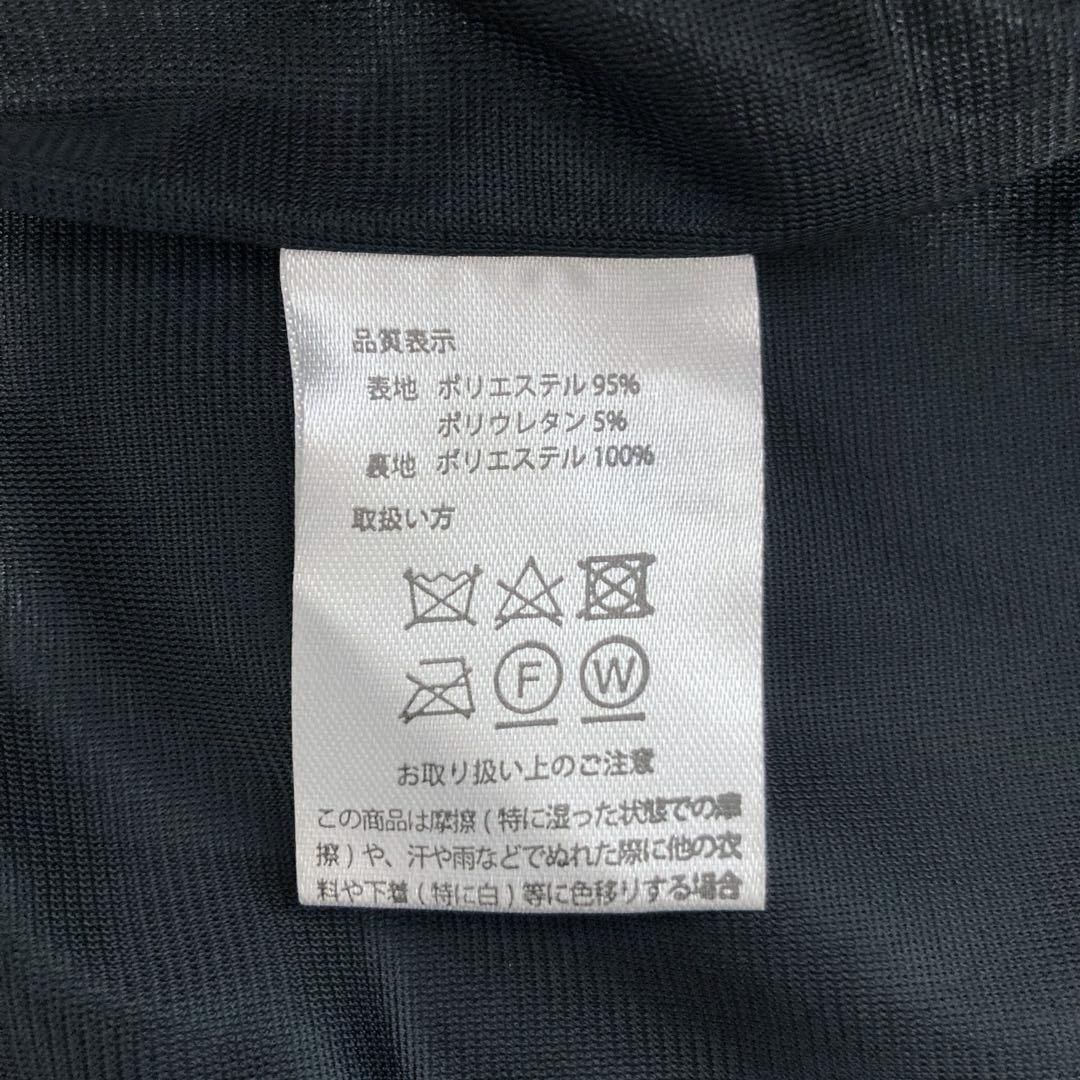 品質表示
表地 ポリエステル 95%
ポリウレタン 5%
裏地 ポリエステル 100%
取扱い方
F W
お取り扱い上のご注意
この商品は摩擦 ( 特に湿った状態での摩
擦 ) や、汗や雨などでぬれた際に他の衣
料や下着 ( 特に白 ) 等に色移りする場合